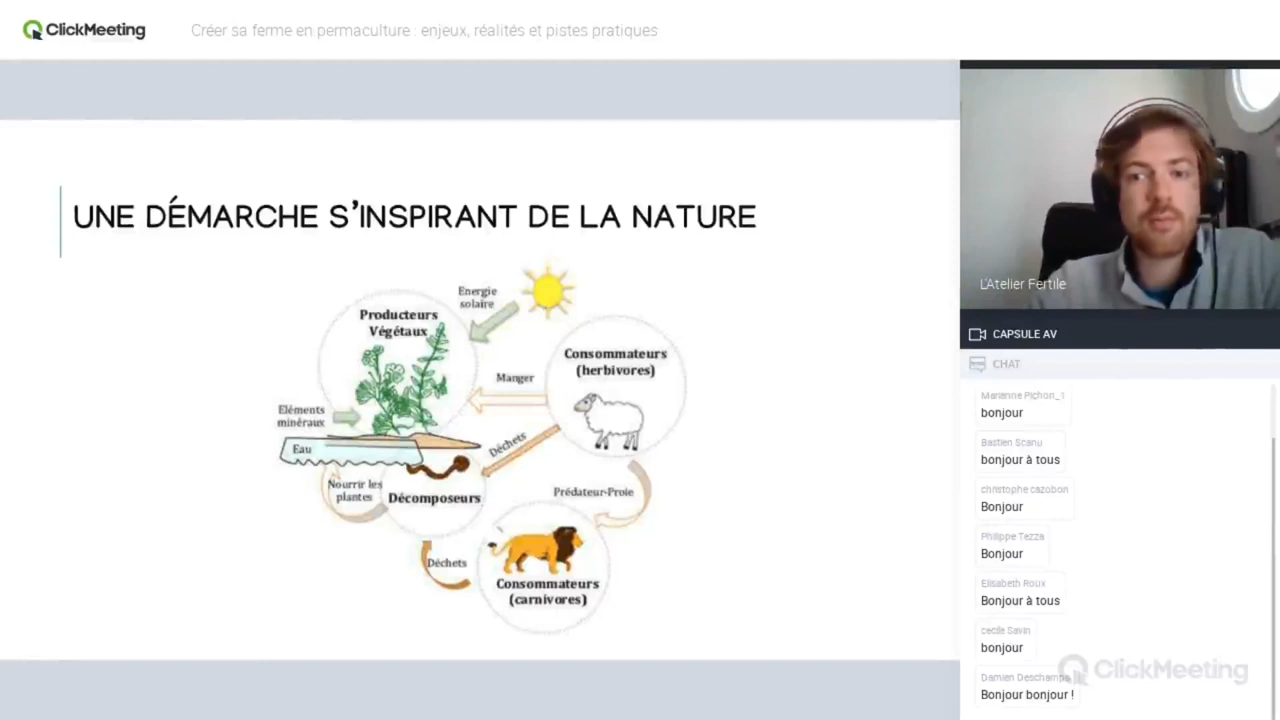 ClickMeeting
Créer sa ferme en permaculture : enjeux, réalités et pistes pratiques
UNE DÉMARCHE S'INSPIRANT DE LA NATURE
Energie
solaire
Producteurs
Végétaux
Consommateurs
(herbivores)
Manger
Eléments
minéraux
Eau
Déchets
Nourrir les
plantes
Décomposeurs
Prédateur-Proie
Déchets
Consommateurs
(carnivores)
L'Atelier Fertile
CAPSULE AV
CHAT
Marianne Pichon_1
bonjour
Bastien Scanu
bonjour à tous
christophe cazobon
Bonjour
Philippe Tezza
Bonjour
Elisabeth Roux
Bonjour à tous
cecile Savin
bonjour
Damien Deschamps
Bonjour bonjour !
ClickMeeting